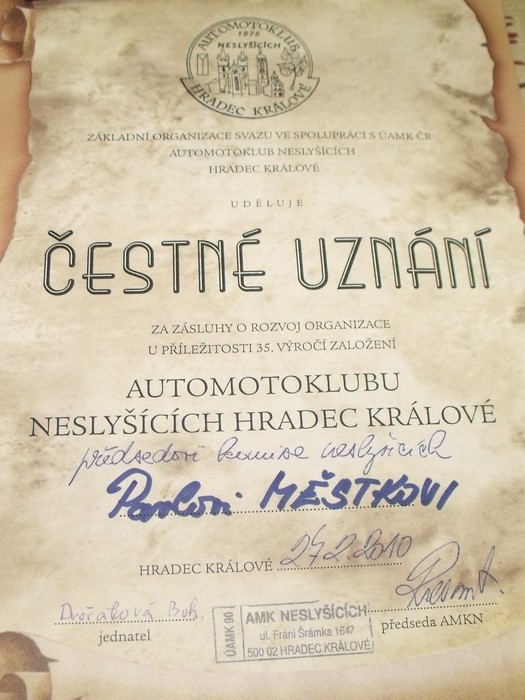 AUTOMOTOKLUB
1975
NESLYŠÍCÍCH
HRADEC KRÁLOVÉ
ZÁKLADNÍ ORGANIZACE SVAZU VE SPOLUPRÁCI S ÚAMK ČR
AUTOMOTOKLUB NESLYŠÍCÍCH
HRADEC KRÁLOVÉ
UDĚLUJE
ČESTNÉ UZNÁNÍ
ZA ZÁSLUHY O ROZVOJ ORGANIZACE
U PŘÍLEŽITOSTI 35. VÝROČÍ ZALOŽENÍ
AUTOMOTOKLUBU
NESLYŠÍCÍCH HRADEC KRÁLOVÉ
předsedovi komise neslyšících
Pavlovi MĚSTKOVI
HRADEC KRÁLOVÉ 27.2.2010
Dvořáková Boh.
jednatel
ÚAMK 90
AMK NESLYŠÍCÍCH
ul. Fráni Šrámka 1647
500 02 HRADEC KRÁLOVÉ
předseda AMKN